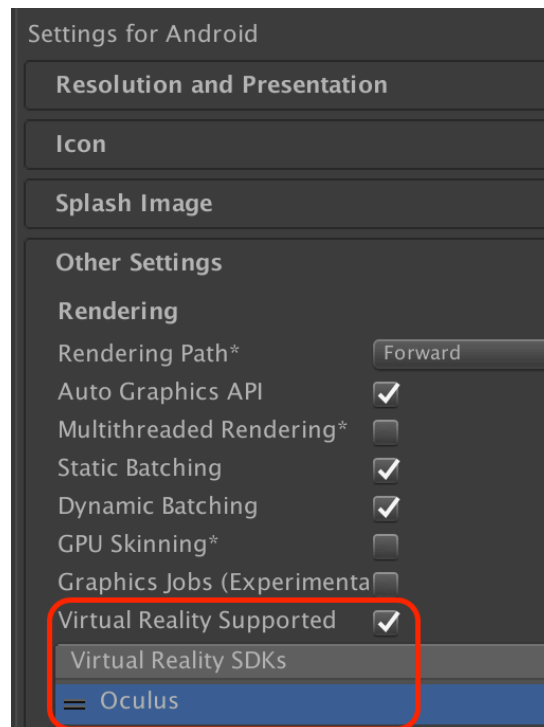 Settings for Android
Resolution and Presentation
Icon
Splash Image
Other Settings
Rendering
Rendering Path* Forward
Auto Graphics API
Multithreaded Rendering*
Static Batching
Dynamic Batching
GPU Skinning*
Graphics Jobs (Experimenta
Virtual Reality Supported
Virtual Reality SDKs
Oculus